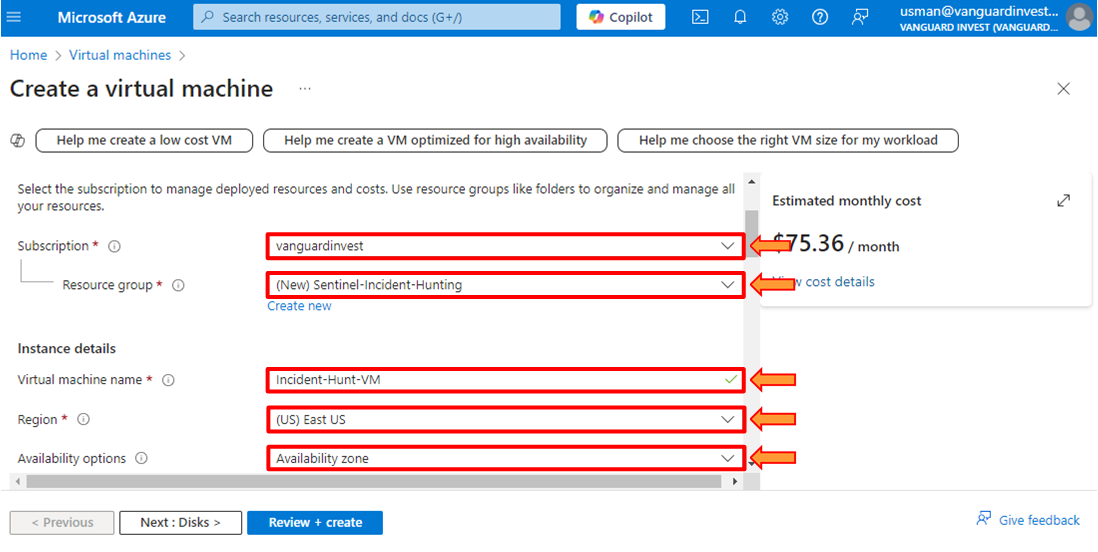 Microsoft Azure
Search resources, services, and docs (G+/)
Copilot
usman@vanguardinvest...
VANGUARD INVEST (VANGUARD...
Home > Virtual machines >
Create a virtual machine ...
Help me create a low cost VM
Help me create a VM optimized for high availability
Help me choose the right VM size for my workload
Select the subscription to manage deployed resources and costs. Use resource groups like folders to organize and manage all
your resources.
Subscription *
vanguardinvest
Resource group *
(New) Sentinel-Incident-Hunting
Create new
Instance details
Virtual machine name *
Incident-Hunt-VM
Region *
(US) East US
Availability options
Availability zone
Estimated monthly cost
$75.36 / month
View cost details
< Previous
Next : Disks >
Review + create
Give feedback